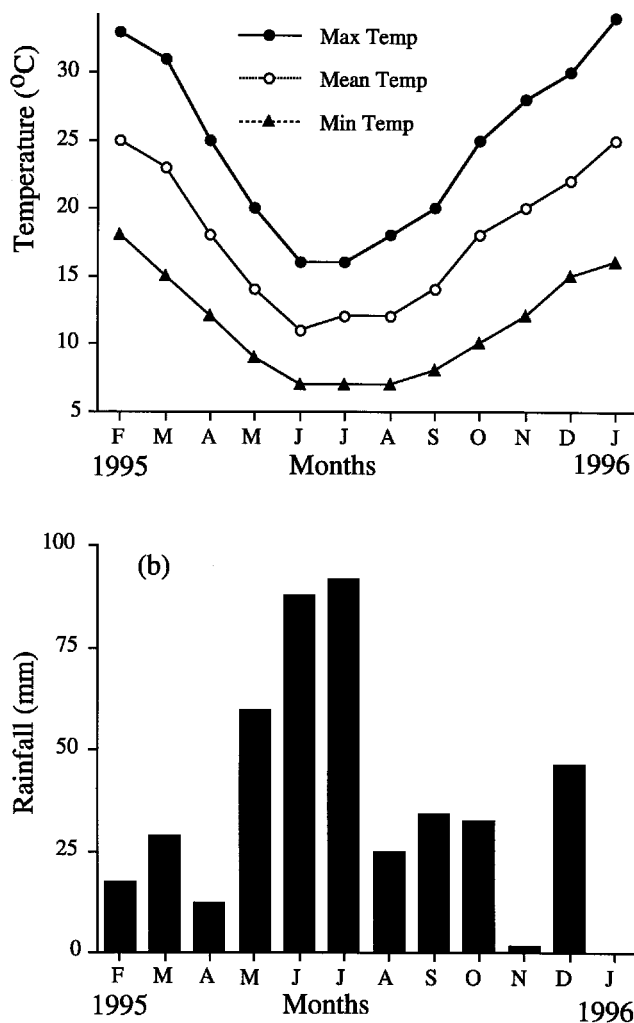 Temperature (°C)
30
25
20
15
10
5
Max Temp
Mean Temp
Min Temp
F M A M J J A S O N D J
1995 Months 1996
(b)
Rainfall (mm)
100
75
50
25
0
F M A M J J A S O N D J
1995 Months 1996